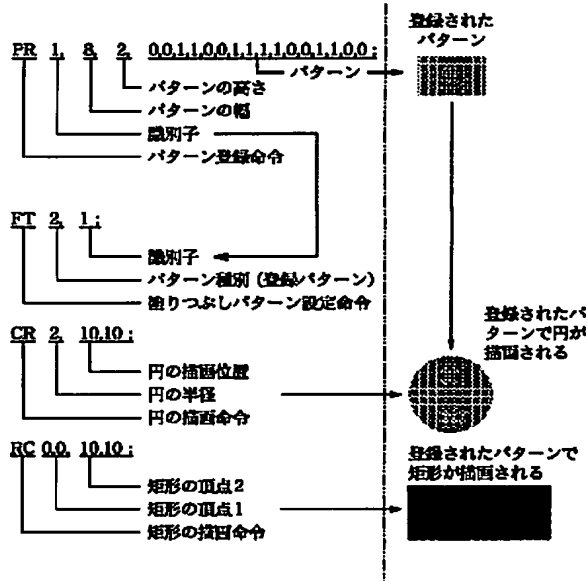 登録された
パターン
PR 1, 8, 2, 0,0,1,1,0,0,1,1,1,1,0,0,1,1,0,0 ;
パターン
パターンの高さ
パターンの幅
識別子
パターン登録命令
FT 2, 1 ;
識別子
パターン種別 (登録パターン)
塗りつぶしパターン設定命令
登録されたパ
ターンで円が
描画される
CR 2, 10,10 ;
円の描画位置
円の半径
円の描画命令
RC 0,0, 10,10 ;
登録されたパターンで
矩形が描画される
矩形の頂点2
矩形の頂点1
矩形の描画命令